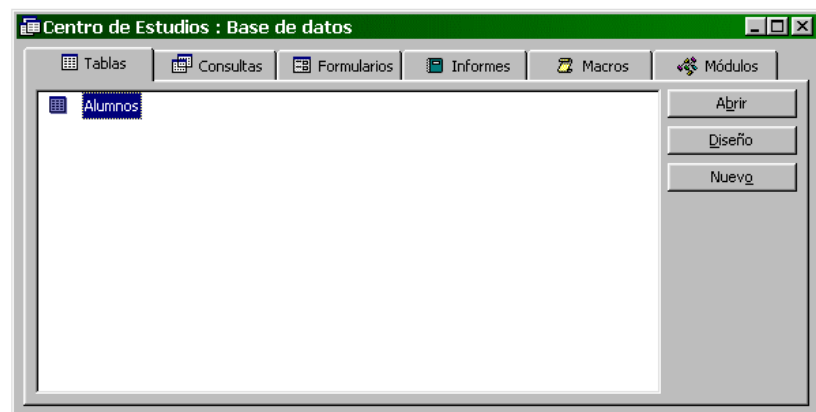 Centro de Estudios : Base de datos
Tablas Consultas Formularios Informes Macros Módulos
Alumnos
Abrir
Diseño
Nuevo